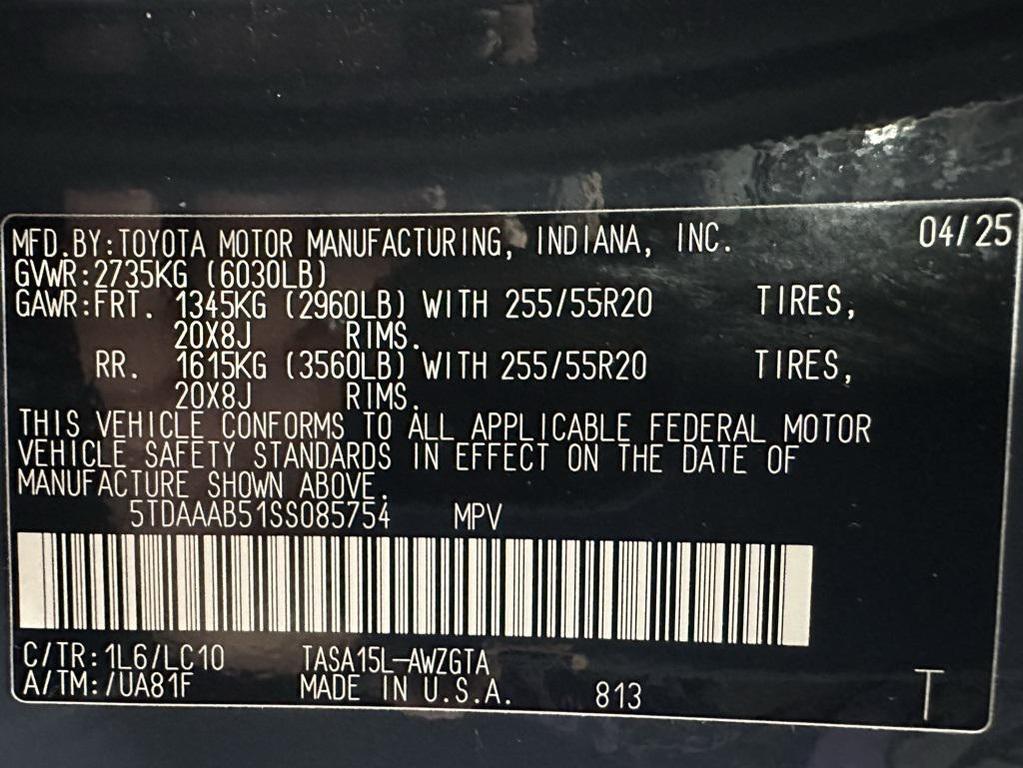 MFD.BY:TOYOTA MOTOR MANUFACTURING, INDIANA, INC. 04/25
GVWR:2735KG (6030LB)
GAWR:FRT. 1345KG (2960LB) WITH 255/55R20 TIRES,
20X8J RIMS.
RR. 1615KG (3560LB) WITH 255/55R20 TIRES,
20X8J RIMS.
THIS VEHICLE CONFORMS TO ALL APPLICABLE FEDERAL MOTOR
VEHICLE SAFETY STANDARDS IN EFFECT ON THE DATE OF
MANUFACTURE SHOWN ABOVE.
5TDAAAB51SS085754 MPV
C/TR:1L6/LC10 TASA15L-AWZGTA
A/TM:/UA81F MADE IN U.S.A. 813 T